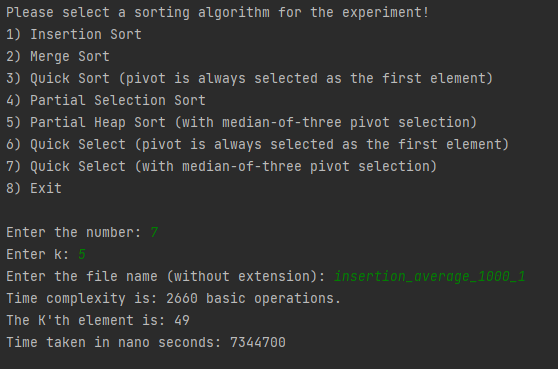 Please select a sorting algorithm for the experiment!
1) Insertion Sort
2) Merge Sort
3) Quick Sort (pivot is always selected as the first element)
4) Partial Selection Sort
5) Partial Heap Sort (with median-of-three pivot selection)
6) Quick Select (pivot is always selected as the first element)
7) Quick Select (with median-of-three pivot selection)
8) Exit
Enter the number: 7
Enter k: 5
Enter the file name (without extension): insertion_average_1000_1
Time complexity is: 2660 basic operations.
The K'th element is: 49
Time taken in nano seconds: 7344700